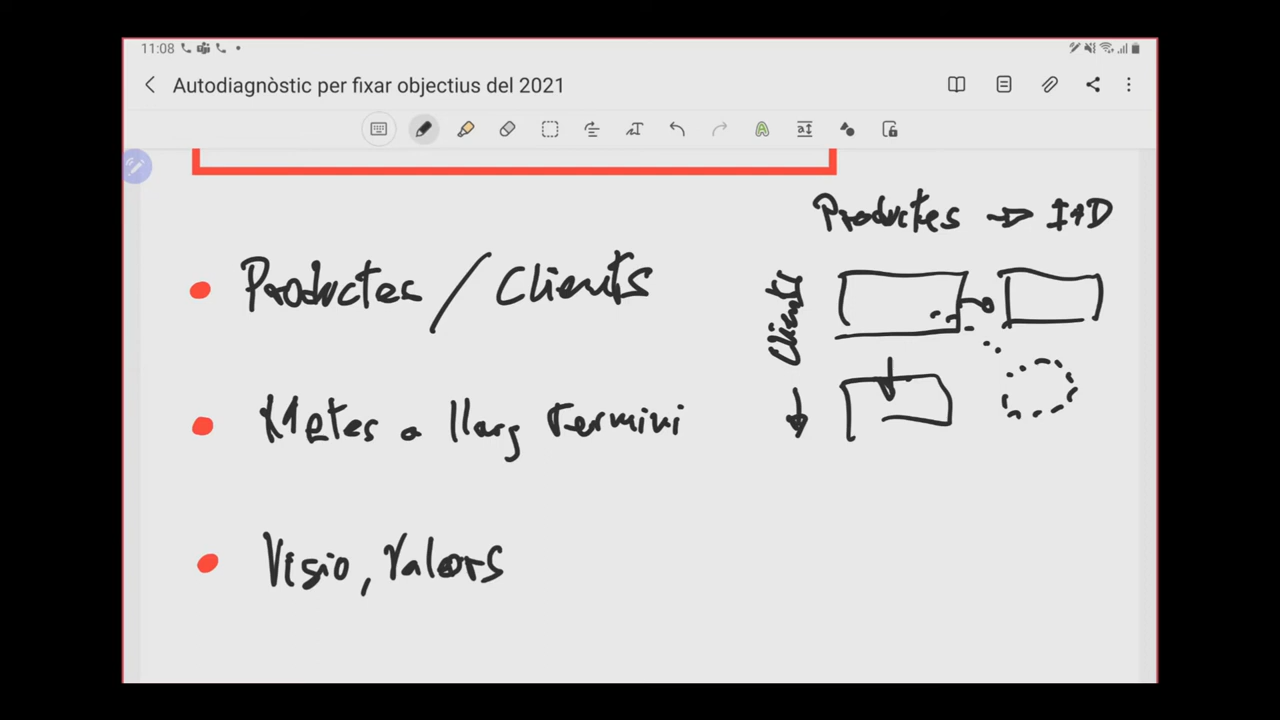 11:08
Autodiagnòstic per fixar objectius del 2021
Productes / Clients
Metes a llarg termini
Visio, Valors
Productes → I+D
Clients →